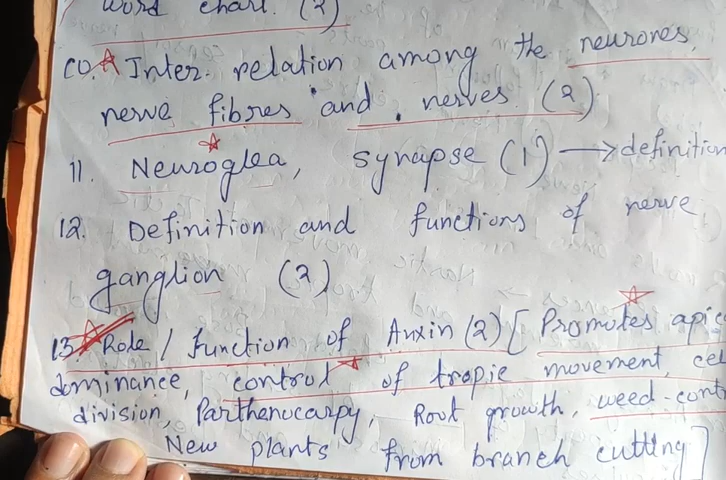 word chart. (2)
10. Inter-relation among the neurones,
nerve fibres and nerves. (2)
11. Neuroglea, synapse (1) → definition
12. Definition and functions of nerve
ganglion (2)
13. Role / function of Auxin (2) [Promotes apic
dominance, control of tropic movement, cel
division, Parthenocarpy, Root growth, weed-cont
New plants from branch cutting]